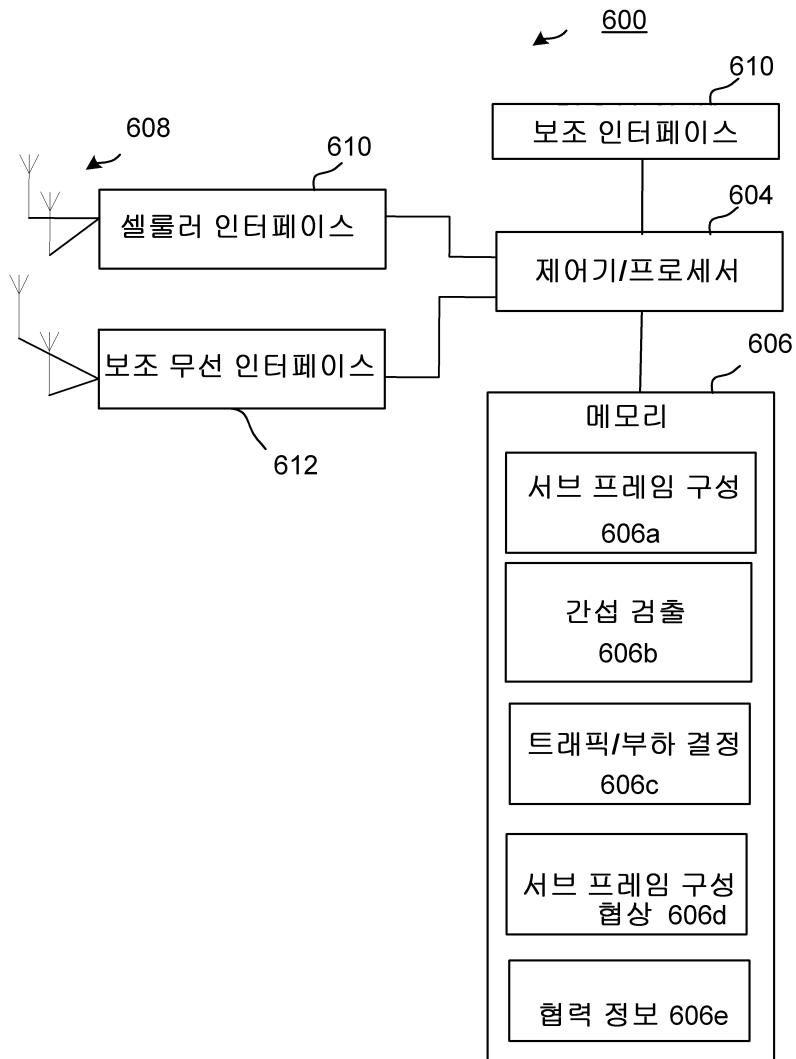 600
610
보조 인터페이스
608
610
셀룰러 인터페이스
604
제어기/프로세서
보조 무선 인터페이스
612
606
메모리
서브 프레임 구성
606a
간섭 검출
606b
트래픽/부하 결정
606c
서브 프레임 구성
협상 606d
협력 정보 606e